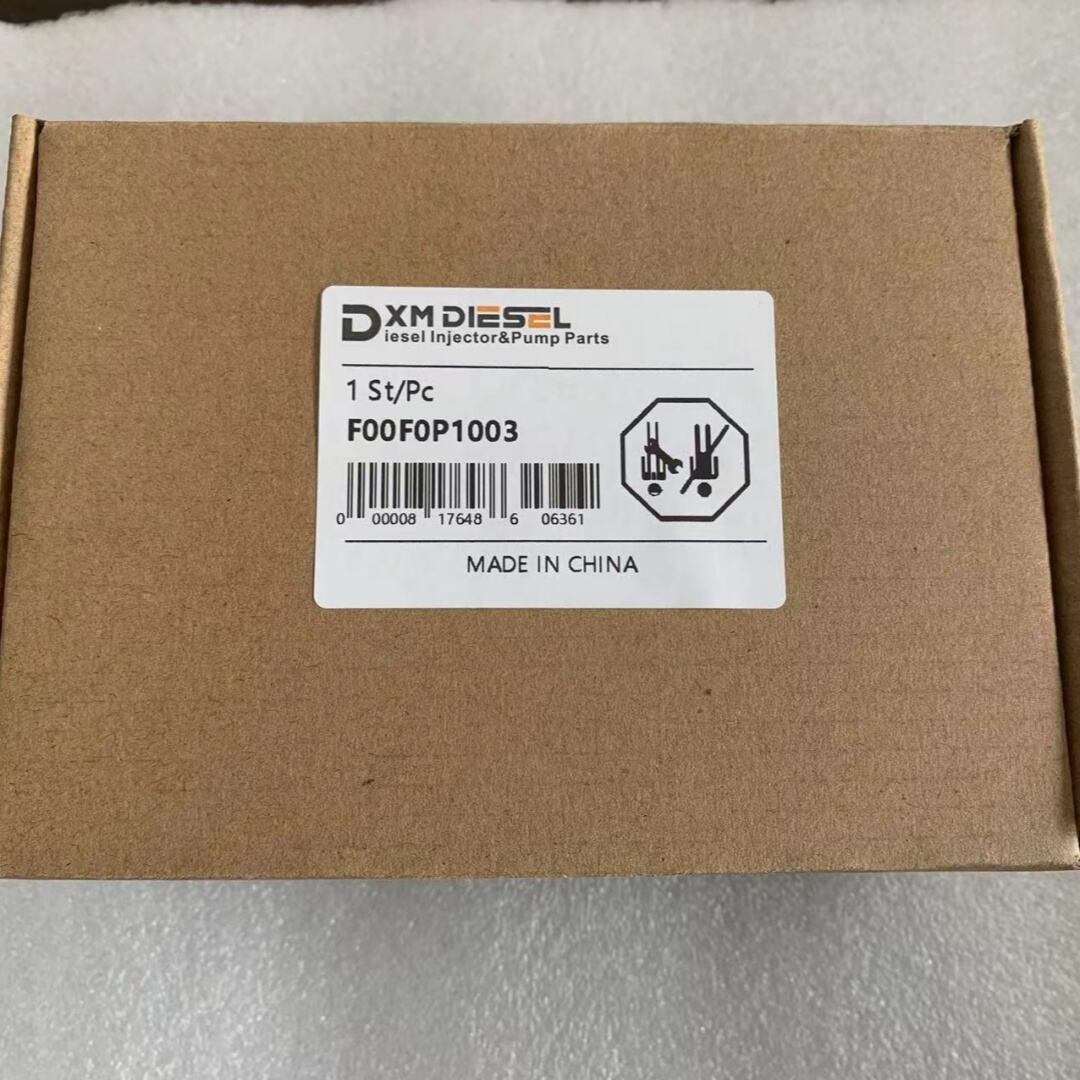 DXM DIESEL
Diesel Injector&Pump Parts
1 St/Pc
F00F0P1003
0 00008 17648 6 06361
MADE IN CHINA